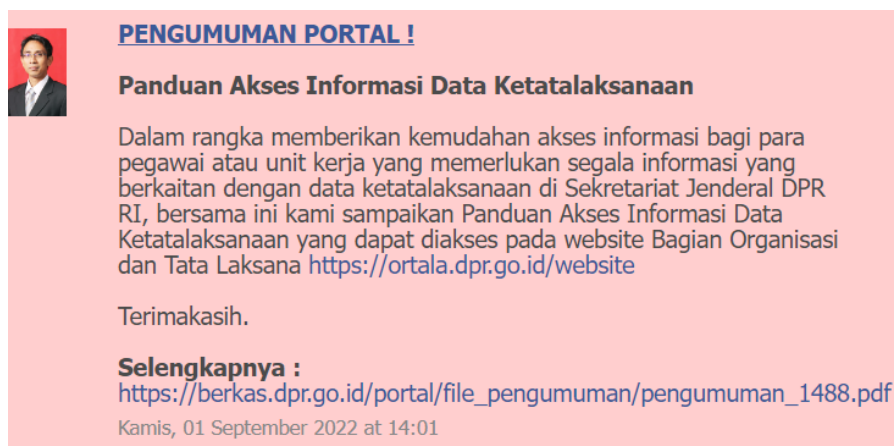 PENGUMUMAN PORTAL !
Panduan Akses Informasi Data Ketatalaksanaan
Dalam rangka memberikan kemudahan akses informasi bagi para
pegawai atau unit kerja yang memerlukan segala informasi yang
berkaitan dengan data ketatalaksanaan di Sekretariat Jenderal DPR
RI, bersama ini kami sampaikan Panduan Akses Informasi Data
Ketatalaksanaan yang dapat diakses pada website Bagian Organisasi
dan Tata Laksana https://ortala.dpr.go.id/website
Terimakasih.
Selengkapnya :
https://berkas.dpr.go.id/portal/file_pengumuman/pengumuman_1488.pdf
Kamis, 01 September 2022 at 14:01